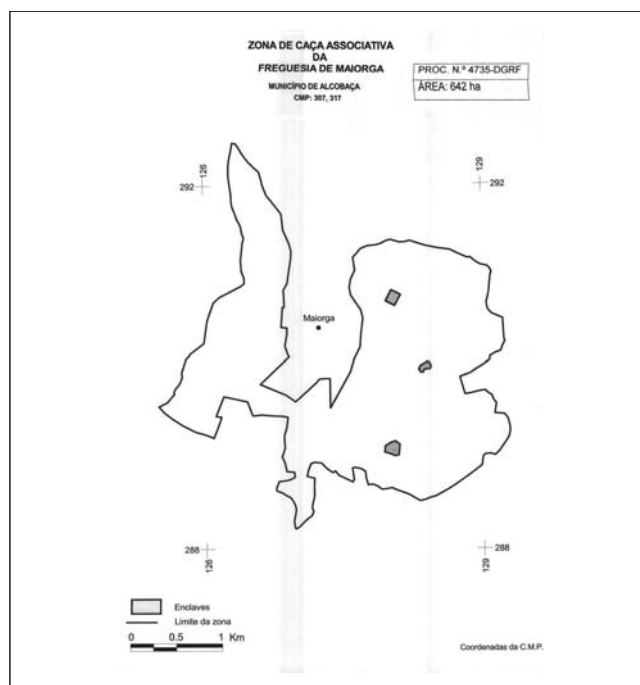 ZONA DE CAÇA ASSOCIATIVA
DA
FREGUESIA DE MAIORGA
MUNICÍPIO DE ALCOBAÇA
CMP: 307, 317
PROC. N.º 4735-DGRF
ÁREA: 642 ha
126
292
129
292
Maiorga
288
126
288
129
Enclaves
Limite da zona
0 0.5 1 Km
Coordenadas da C.M.P.